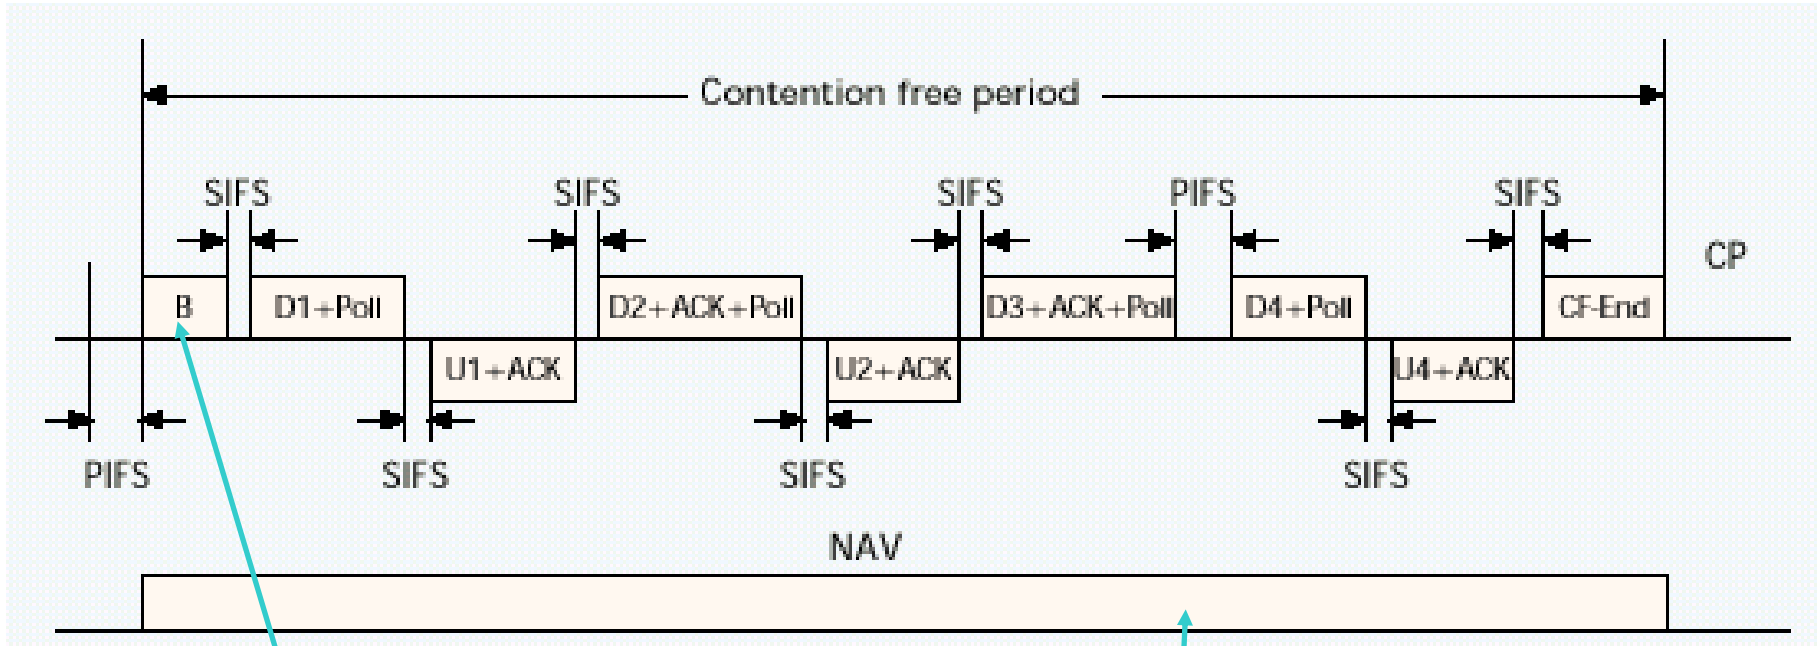 Contention free period
SIFS SIFS SIFS PIFS SIFS
CP
B D1+Poll D2+ACK+Poll D3+ACK+Poll D4+Poll CF-End
U1+ACK U2+ACK U4+ACK
PIFS SIFS SIFS SIFS
NAV